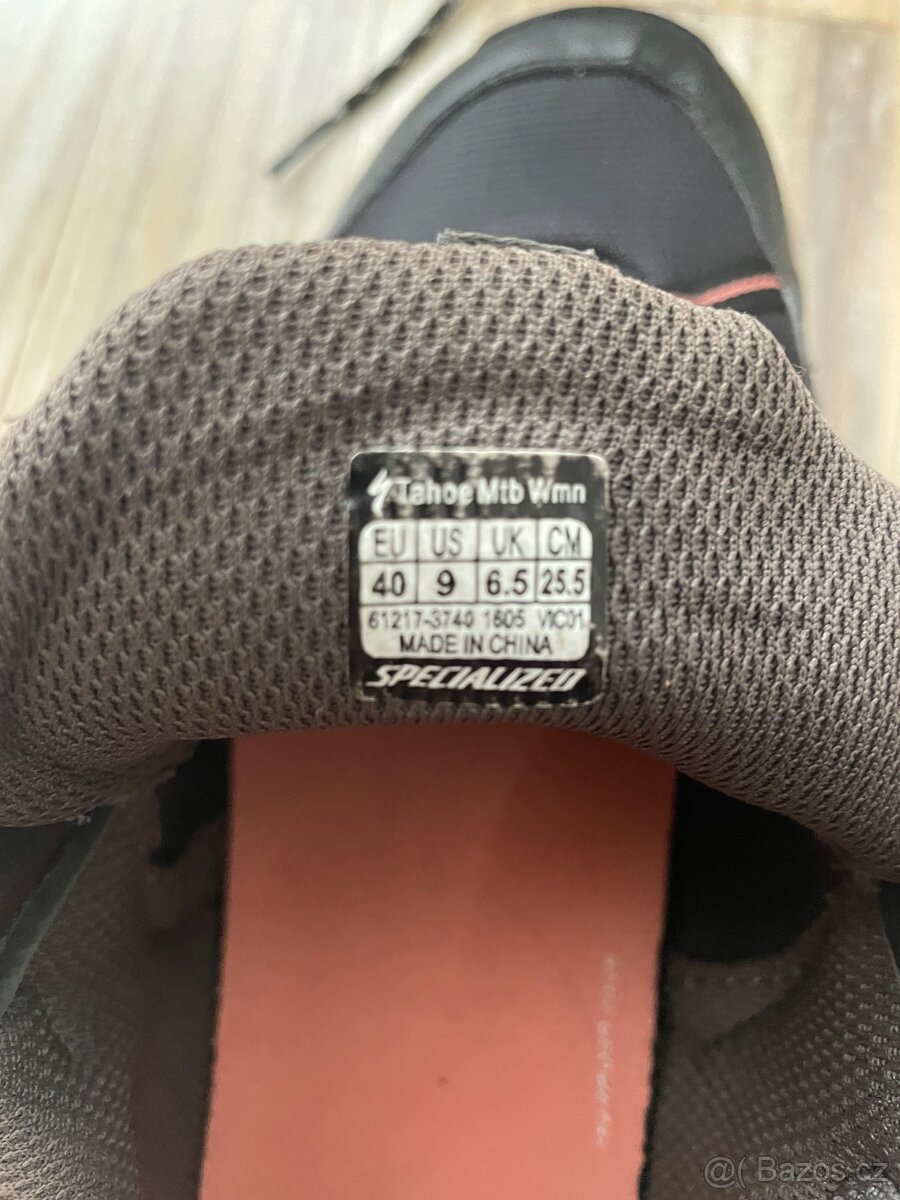 Tahoe Mtb Wmn
EU US UK CM
40 9 6.5 25.5
61217-3740 1605 VIC01
MADE IN CHINA
SPECIALIZED
@( Bazos.cz